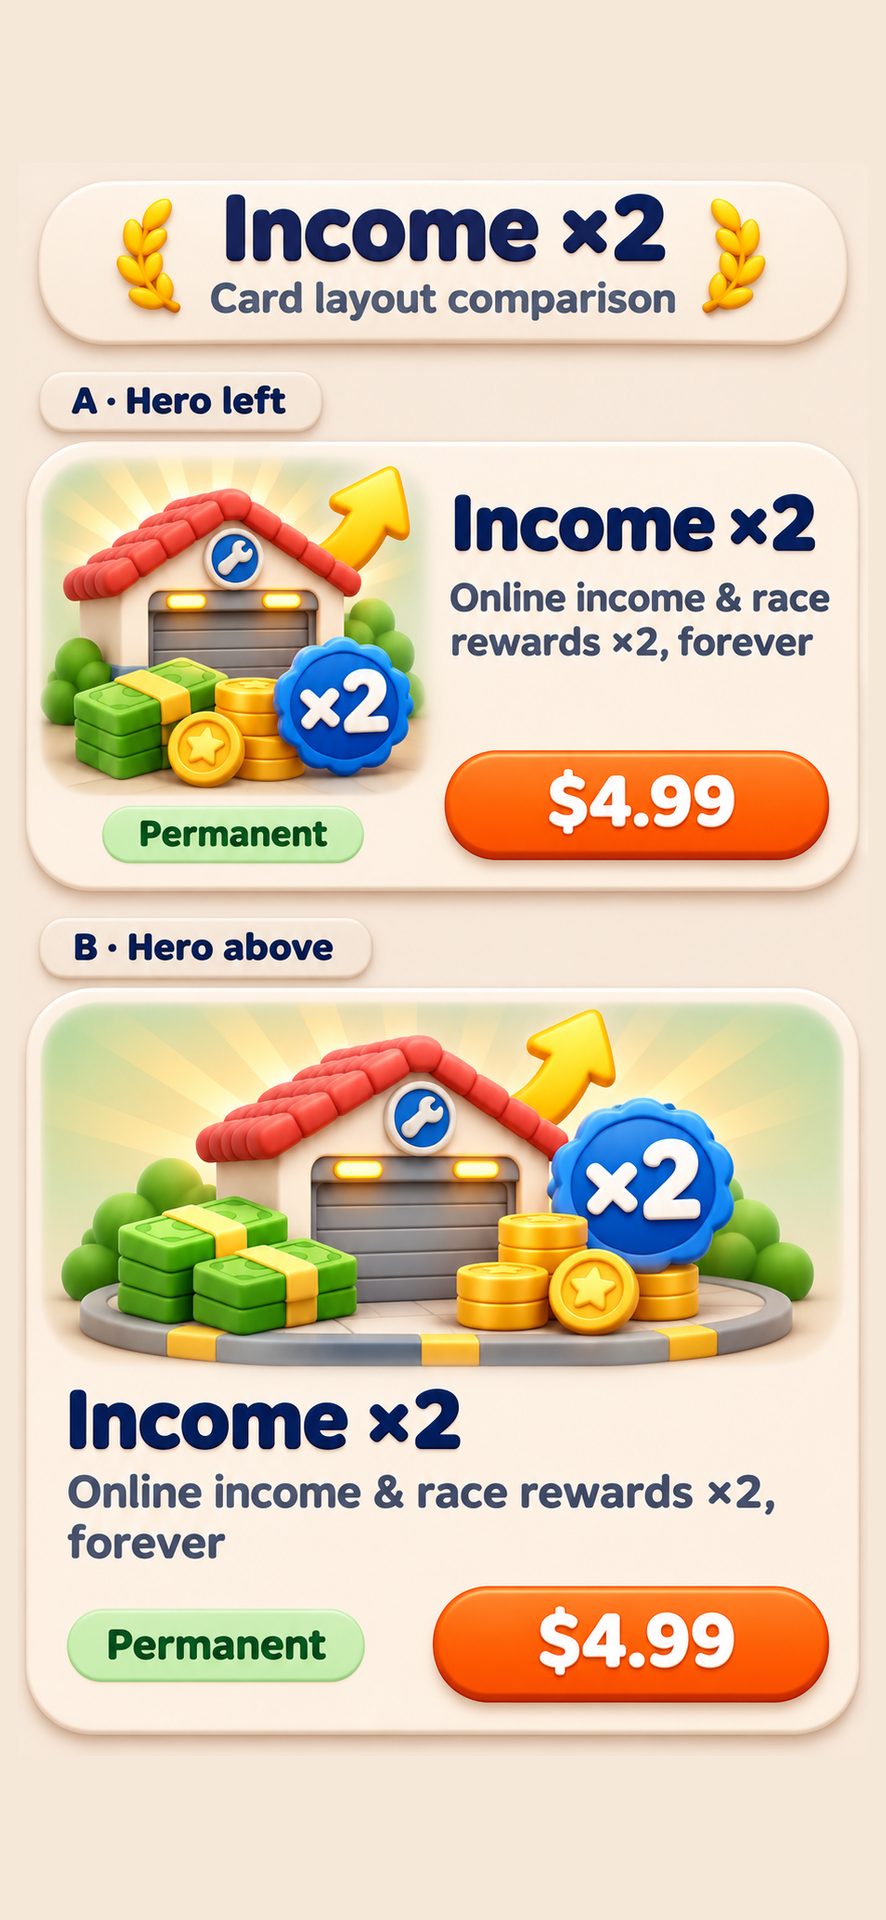 Income ×2
Card layout comparison
A · Hero left
×2
Income ×2
Online income & race
rewards ×2, forever
Permanent
$4.99
B · Hero above
×2
Income ×2
Online income & race rewards ×2,
forever
Permanent
$4.99